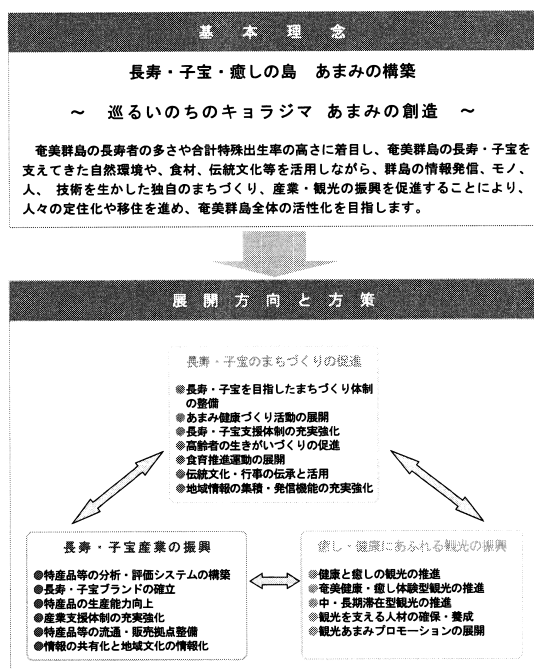 基本理念
長寿・子宝・癒しの島　あまみの構築
～　巡るいのちのキョラジマ　あまみの創造　～
奄美群島の長寿者の多さや合計特殊出生率の高さに着目し、奄美群島の長寿・子宝を
支えてきた自然環境や、食材、伝統文化等を活用しながら、群島の情報発信、モノ、
人、技術を生かした独自のまちづくり、産業・観光の振興を促進することにより、
人々の定住化や移住を進め、奄美群島全体の活性化を目指します。
展開方向と方策
長寿・子宝のまちづくりの促進
●長寿・子宝を目指したまちづくり体制
の整備
●あまみ健康づくり活動の展開
●長寿・子宝支援体制の充実強化
●高齢者の生きがいづくりの促進
●食育推進運動の展開
●伝統文化・行事の伝承と活用
●地域情報の集積・発信機能の充実強化
長寿・子宝産業の振興
●特産品等の分析・評価システムの構築
●長寿・子宝ブランドの確立
●特産品の生産能力向上
●産業支援体制の充実強化
●特産品等の流通・販売拠点整備
●情報の共有化と地域文化の情報化
癒し・健康にあふれる観光の振興
●健康と癒しの観光の推進
●奄美健康・癒し体験型観光の推進
●中・長期滞在型観光の推進
●観光を支える人材の確保・養成
●観光あまみプロモーションの展開